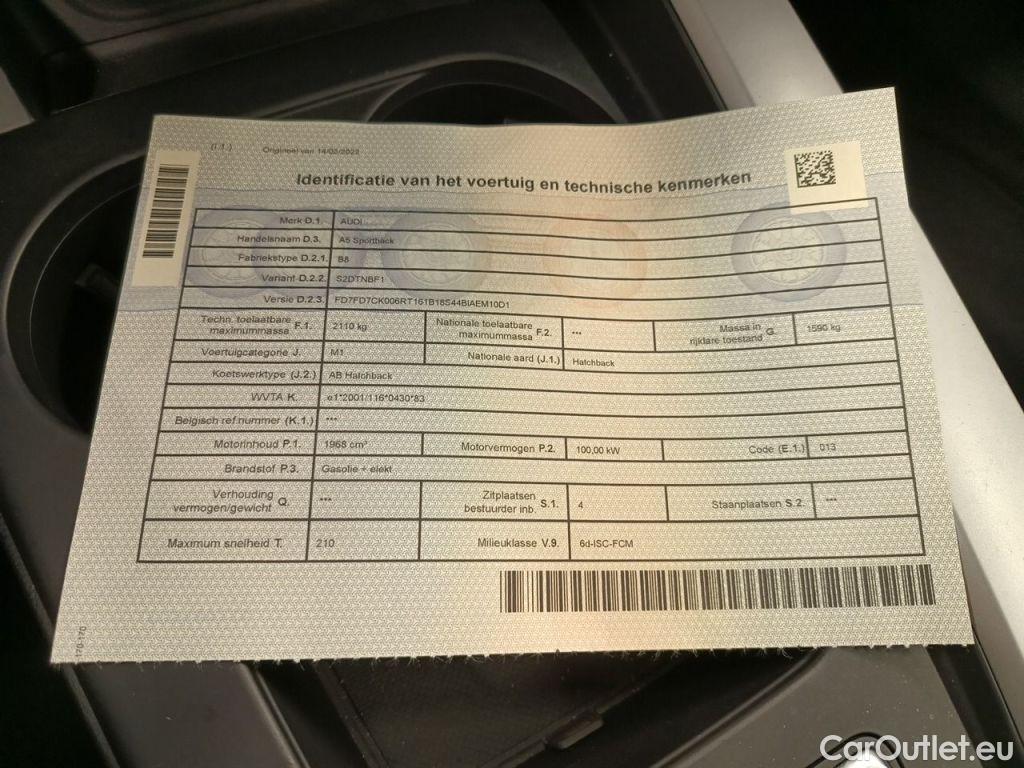 (I.1.) Origineel van 14/02/2022
Identificatie van het voertuig en technische kenmerken
Merk D.1. AUDI
Handelsnaam D.3. A5 Sportback
Fabriekstype D.2.1. B8
Variant D.2.2. S2DTNBF1
Versie D.2.3. FD7FD7CK006RT161B18S44BIAEM10D1
Techn. toelaatbare maximummassa F.1. 2110 kg Nationale toelaatbare maximummassa F.2. *** Massa in rijklare toestand G. 1590 kg
Voertuigcategorie J. M1 Nationale aard (J.1.) Hatchback
Koetswerktype (J.2.) AB Hatchback
WVTA K. e1*2001/116*0430*83
Belgisch ref.nummer (K.1.) ***
Motorinhoud P.1. 1968 cm³ Motorvermogen P.2. 100,00 kW Code (E.1.) 013
Brandstof P.3. Gasolie + elekt
Verhouding vermogen/gewicht Q. *** Zitplaatsen bestuurder inb. S.1. 4 Staanplaatsen S.2. ***
Maximum snelheid T. 210 Milieuklasse V.9. 6d-ISC-FCM
170-170
CarOutlet.eu